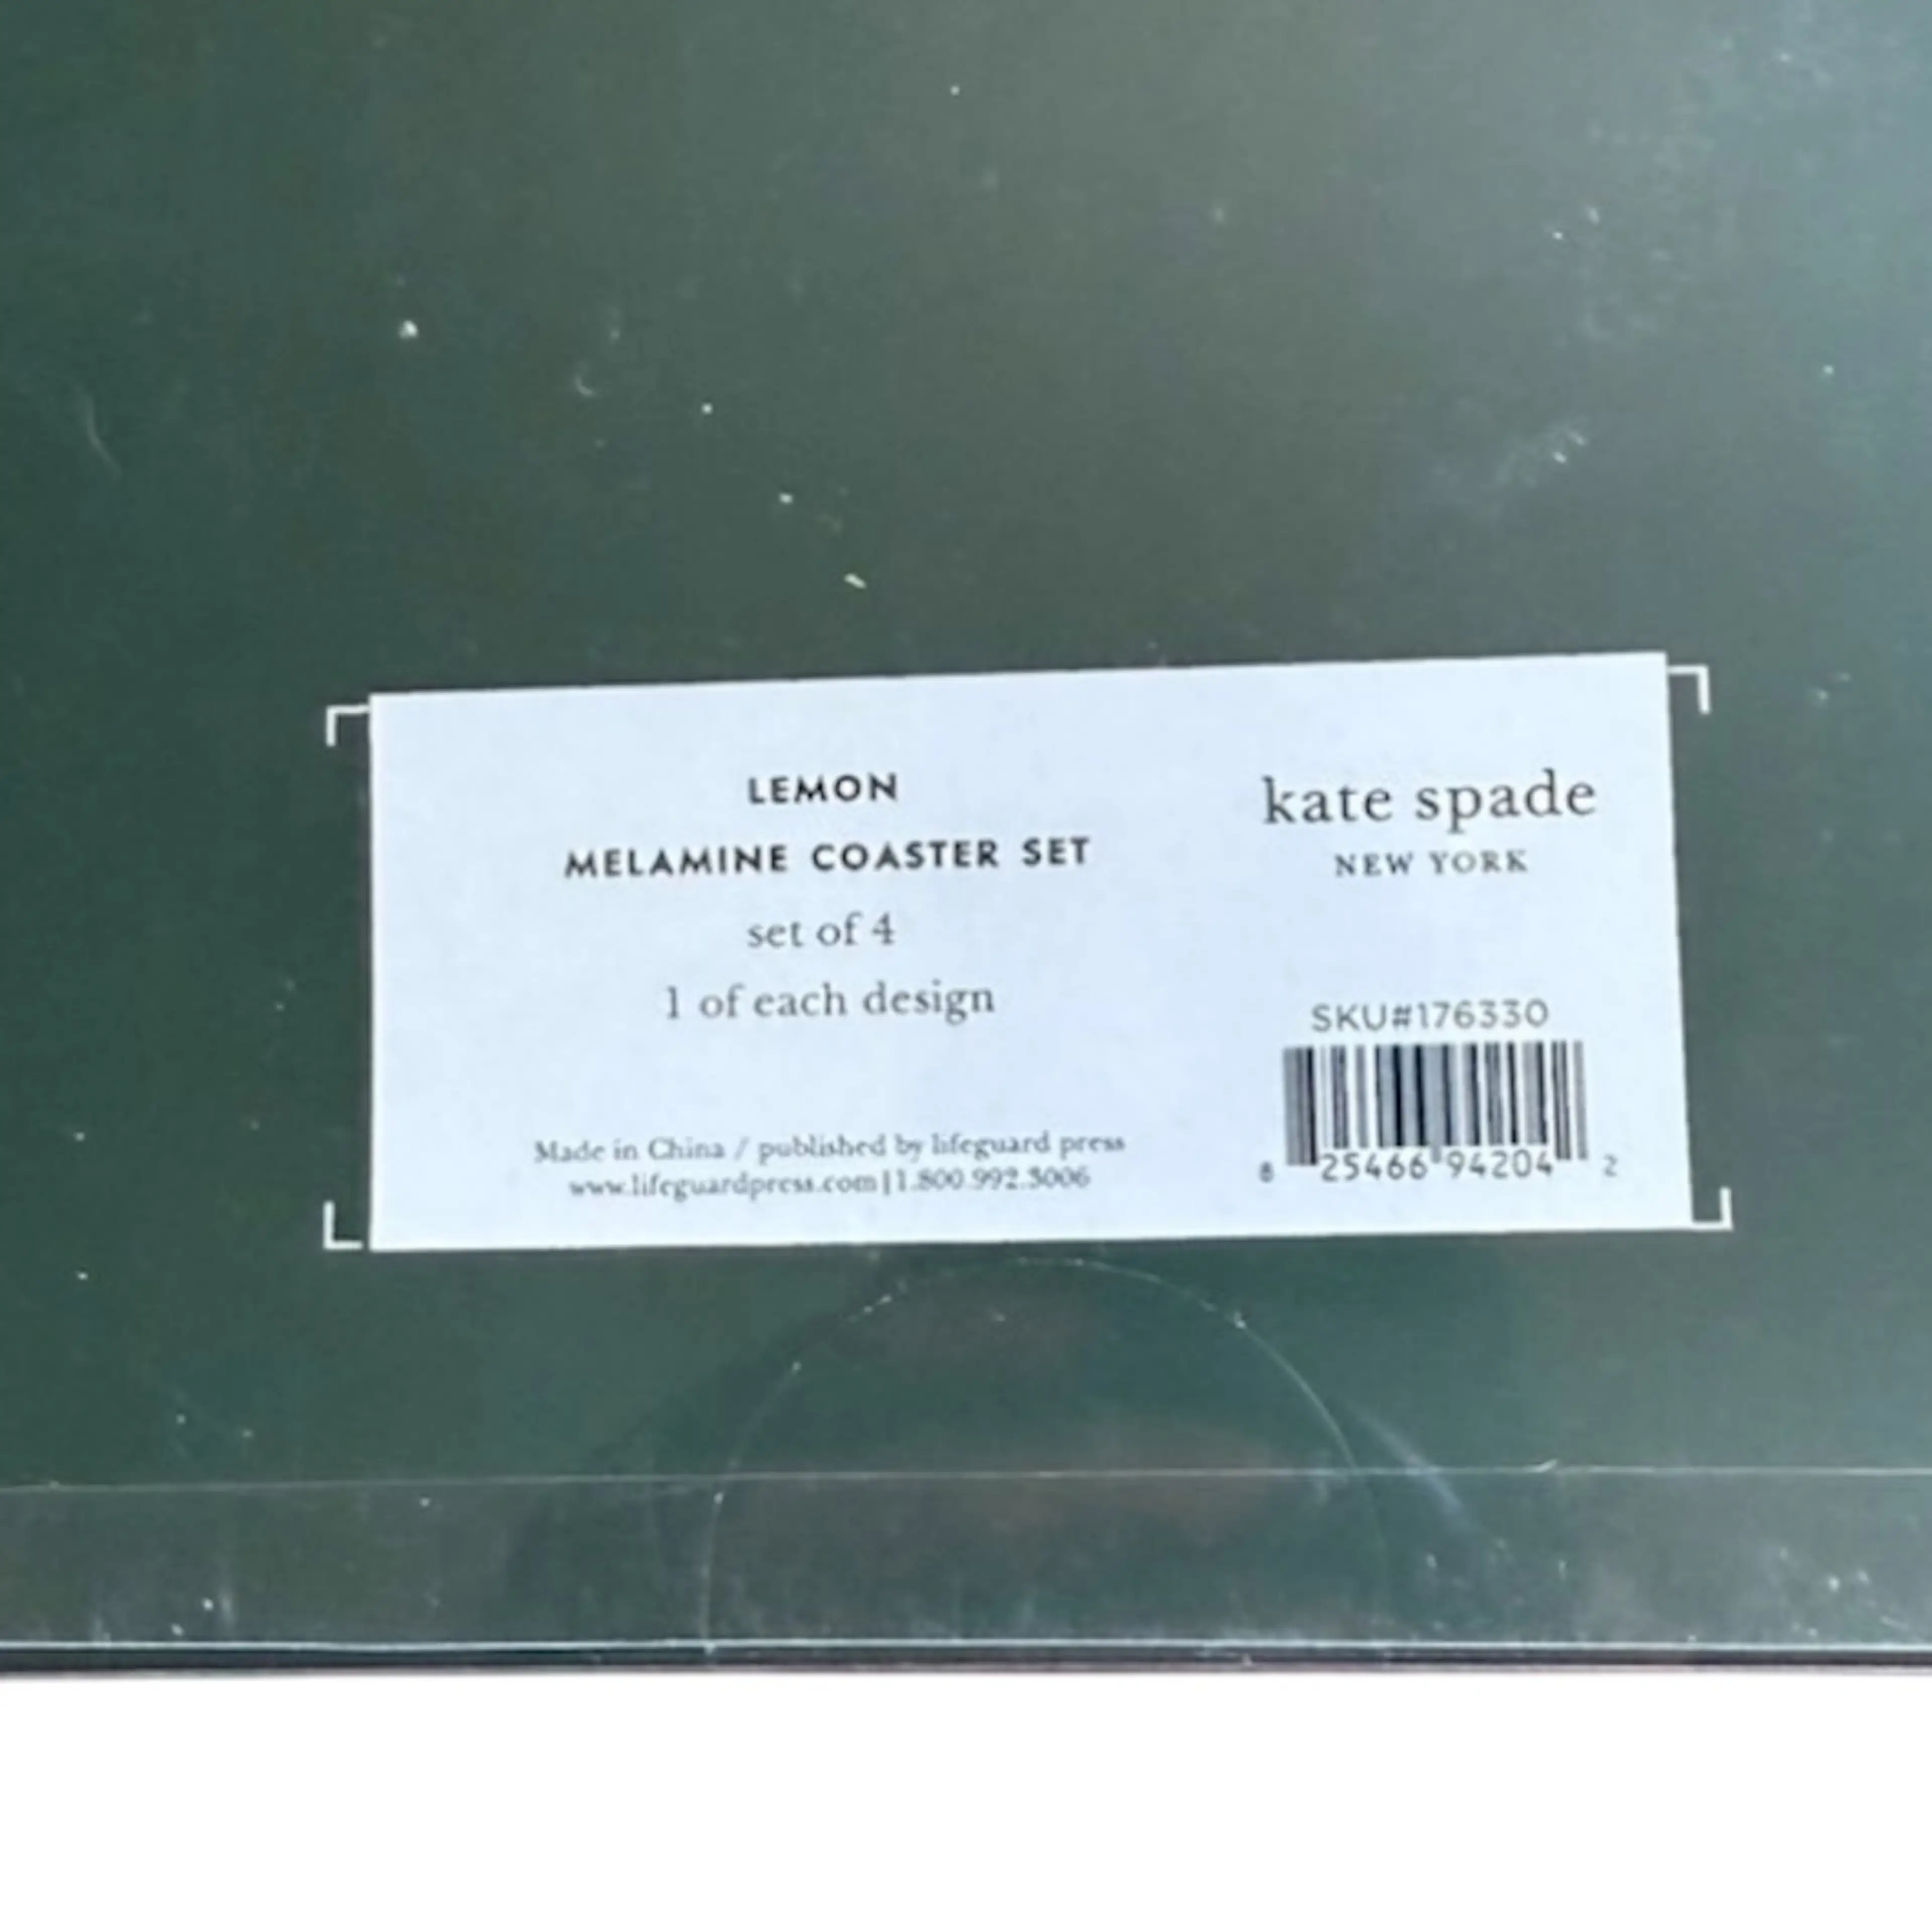 LEMON
MELAMINE COASTER SET
set of 4
1 of each design
Made in China / published by lifeguard press
www.lifeguardpress.com | 1.800.992.3006
kate spade
NEW YORK
SKU#176330
8 25466 94204 2